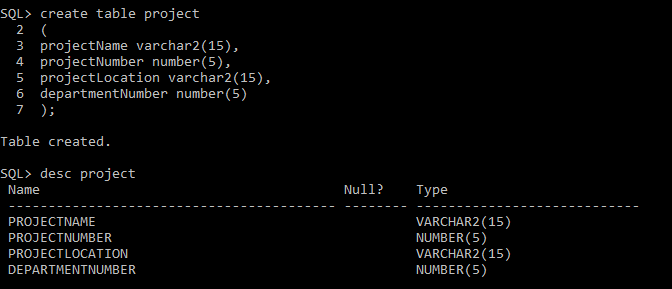 SQL> create table project
  2  (
  3  projectName varchar2(15),
  4  projectNumber number(5),
  5  projectLocation varchar2(15),
  6  departmentNumber number(5)
  7  );
Table created.
SQL> desc project
 Name                                      Null?    Type
 ----------------------------------------- -------- ----------------------------
 PROJECTNAME                                        VARCHAR2(15)
 PROJECTNUMBER                                      NUMBER(5)
 PROJECTLOCATION                                    VARCHAR2(15)
 DEPARTMENTNUMBER                                   NUMBER(5)